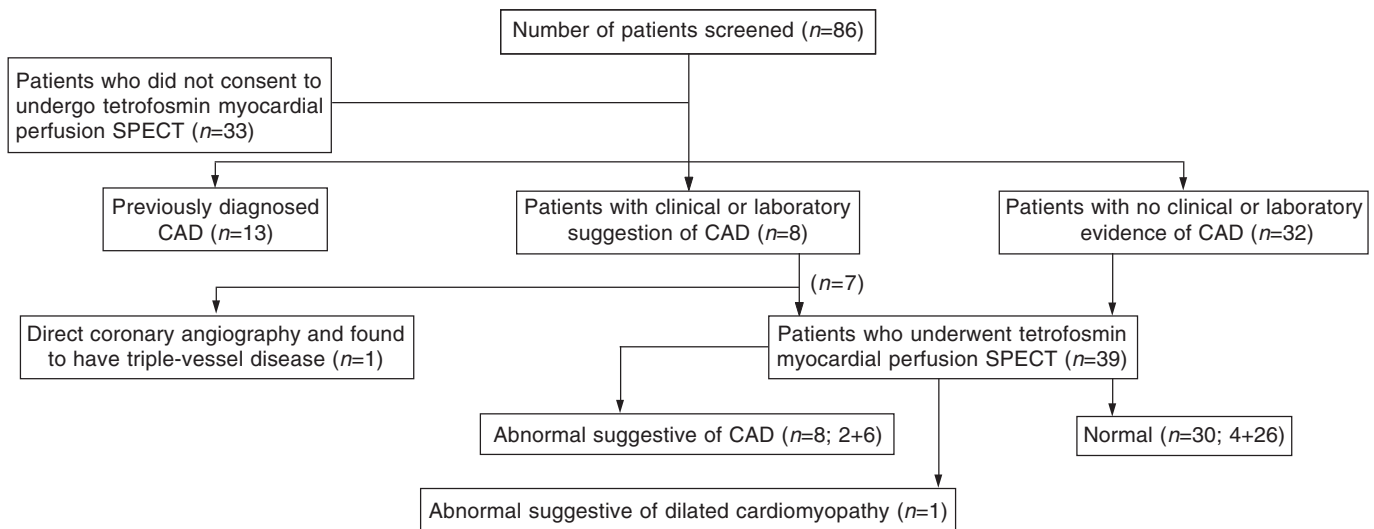 Number of patients screened (n=86)
Patients who did not consent to
undergo tetrofosmin myocardial
perfusion SPECT (n=33)
Previously diagnosed
CAD (n=13)
Patients with clinical or laboratory
suggestion of CAD (n=8)
Patients with no clinical or laboratory
evidence of CAD (n=32)
(n=7)
Direct coronary angiography and found
to have triple-vessel disease (n=1)
Patients who underwent tetrofosmin
myocardial perfusion SPECT (n=39)
Abnormal suggestive of CAD (n=8; 2+6)
Normal (n=30; 4+26)
Abnormal suggestive of dilated cardiomyopathy (n=1)